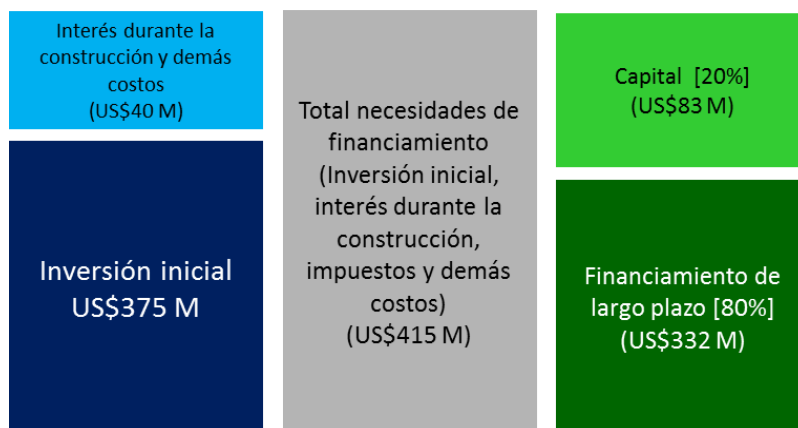 Interés durante la
construcción y demás
costos
(US$40 M)
Inversión inicial
US$375 M
Total necesidades de
financiamiento
(Inversión inicial,
interés durante la
construcción,
impuestos y demás
costos)
(US$415 M)
Capital [20%]
(US$83 M)
Financiamiento de
largo plazo [80%]
(US$332 M)